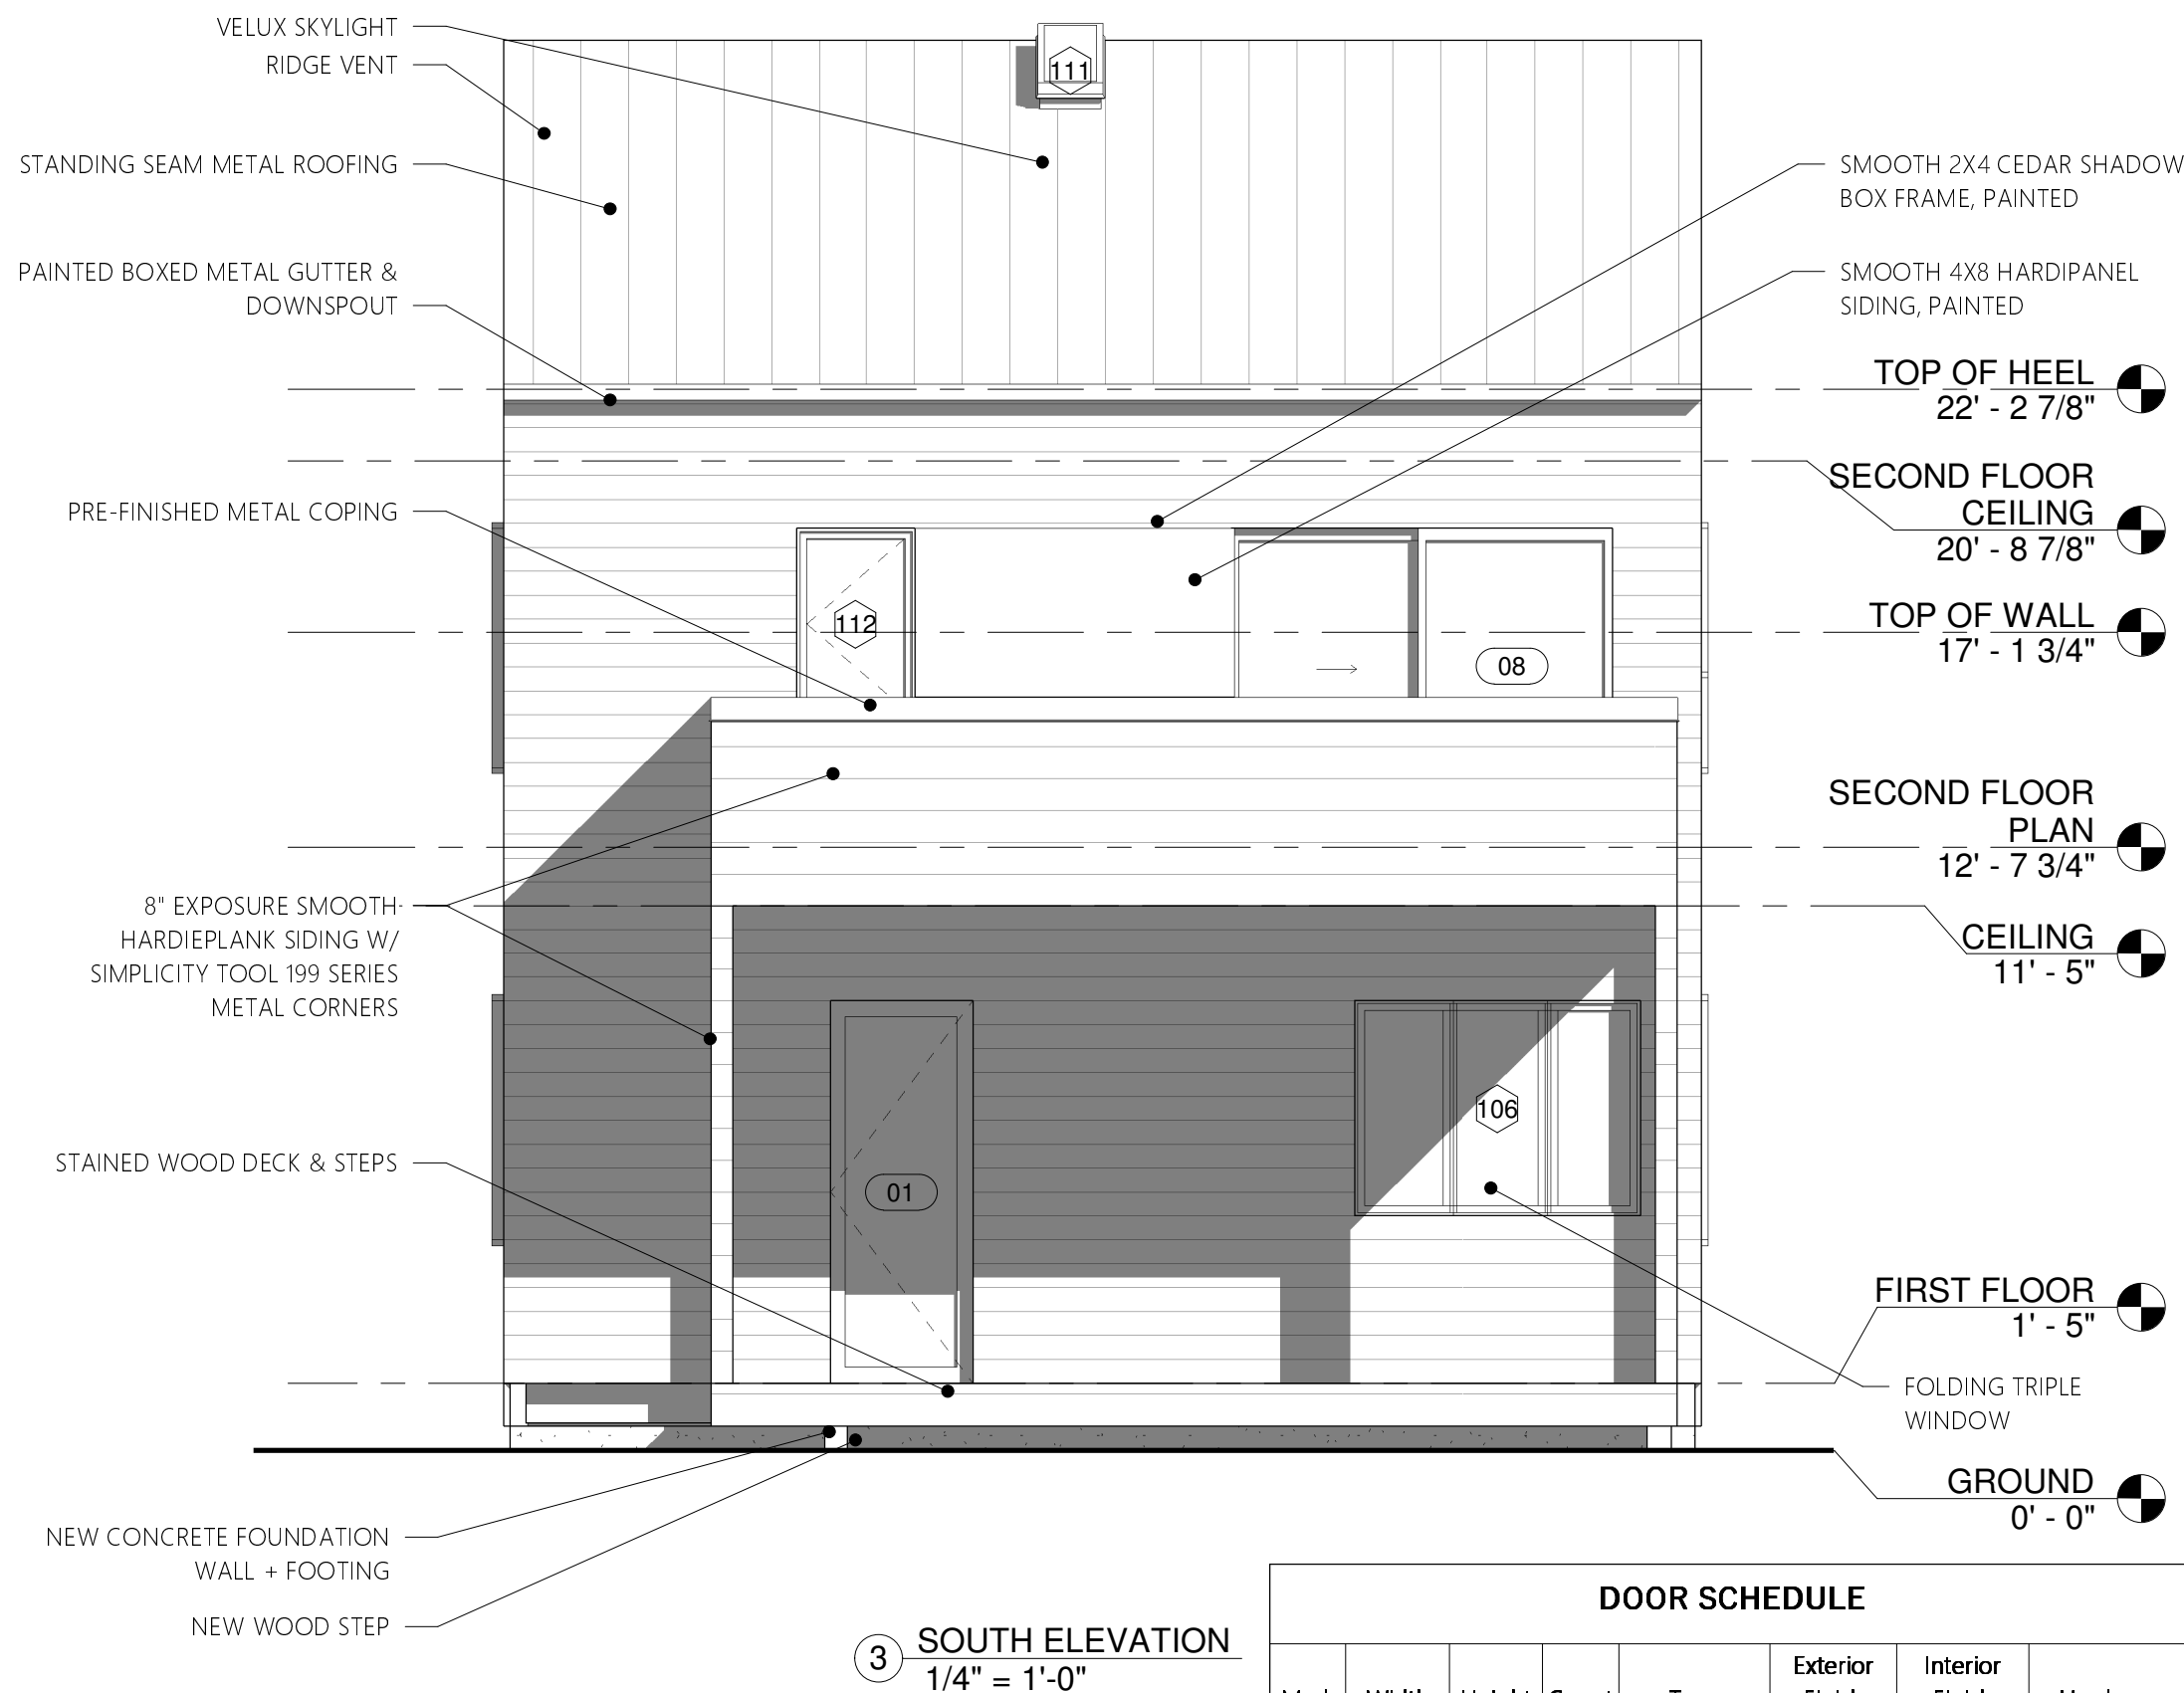 VELUX SKYLIGHT
RIDGE VENT
111
STANDING SEAM METAL ROOFING
SMOOTH 2X4 CEDAR SHADOW
BOX FRAME, PAINTED
PAINTED BOXED METAL GUTTER &
DOWNSPOUT
SMOOTH 4X8 HARDIPANEL
SIDING, PAINTED
TOP OF HEEL
22' - 2 7/8"
SECOND FLOOR
CEILING
20' - 8 7/8"
PRE-FINISHED METAL COPING
112
08
TOP OF WALL
17' - 1 3/4"
SECOND FLOOR
PLAN
12' - 7 3/4"
8" EXPOSURE SMOOTH
HARDIEPLANK SIDING W/
SIMPLICITY TOOL 199 SERIES
METAL CORNERS
CEILING
11' - 5"
106
01
STAINED WOOD DECK & STEPS
FIRST FLOOR
1' - 5"
FOLDING TRIPLE
WINDOW
GROUND
0' - 0"
NEW CONCRETE FOUNDATION
WALL + FOOTING
NEW WOOD STEP
3
SOUTH ELEVATION
1/4" = 1'-0"
DOOR SCHEDULE
Exterior
Interior